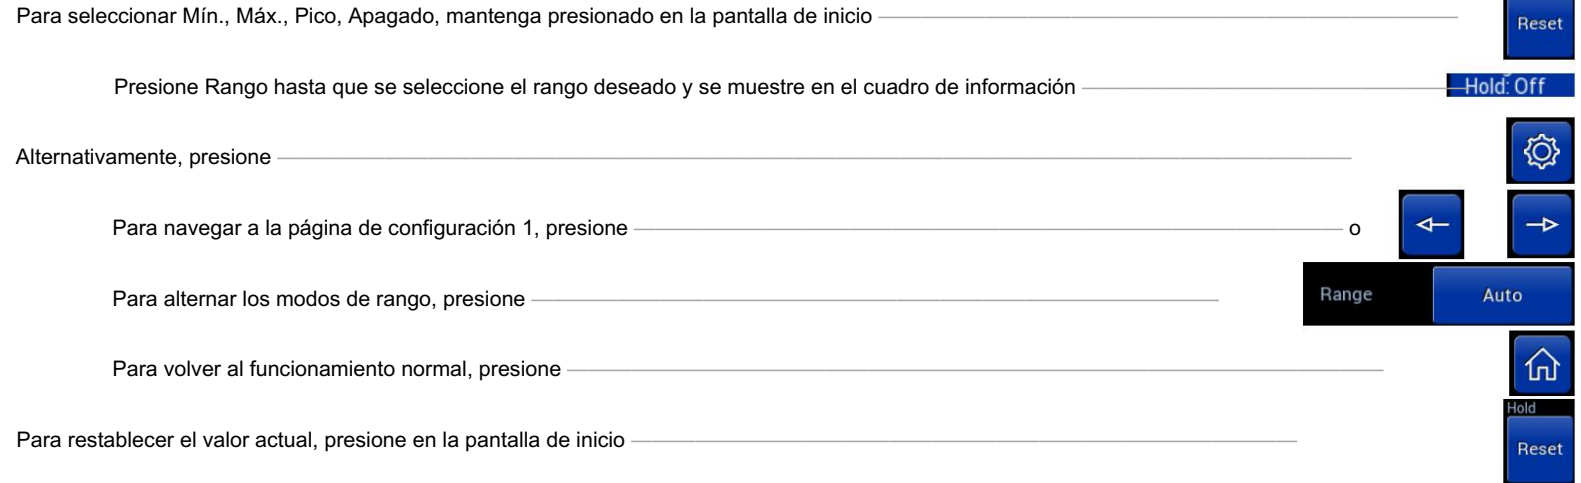 Para seleccionar Mín., Máx., Pico, Apagado, mantenga presionado en la pantalla de inicio
Reset
Presione Rango hasta que se seleccione el rango deseado y se muestre en el cuadro de información
Hold: Off
Alternativamente, presione
Para navegar a la página de configuración 1, presione o
Para alternar los modos de rango, presione
Range Auto
Para volver al funcionamiento normal, presione
Hold
Para restablecer el valor actual, presione en la pantalla de inicio
Reset